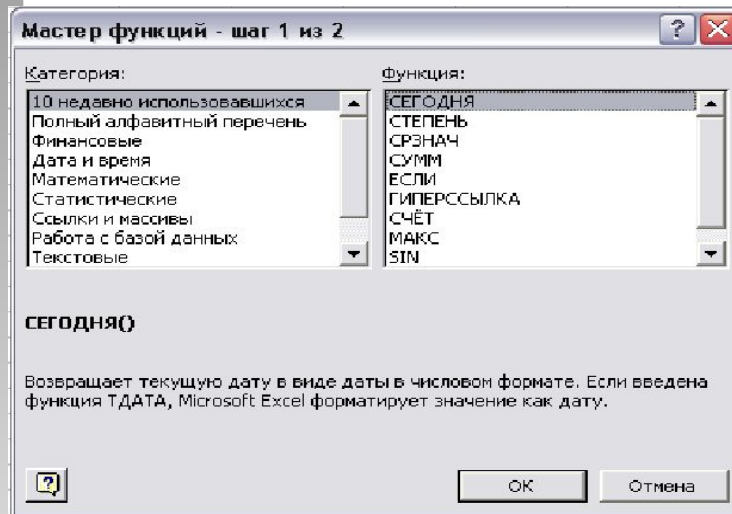 Мастер функций - шаг 1 из 2
Категория:
Функция:
10 недавно использовавшихся
Полный алфавитный перечень
Финансовые
Дата и время
Математические
Статистические
Ссылки и массивы
Работа с базой данных
Текстовые
СЕГОДНЯ
СТЕПЕНЬ
СРЗНАЧ
СУММ
ЕСЛИ
ГИПЕРССЫЛКА
СЧЁТ
МАКС
SIN
СЕГОДНЯ()
Возвращает текущую дату в виде даты в числовом формате. Если введена
функция ТДАТА, Microsoft Excel форматирует значение как дату.
ОК
Отмена